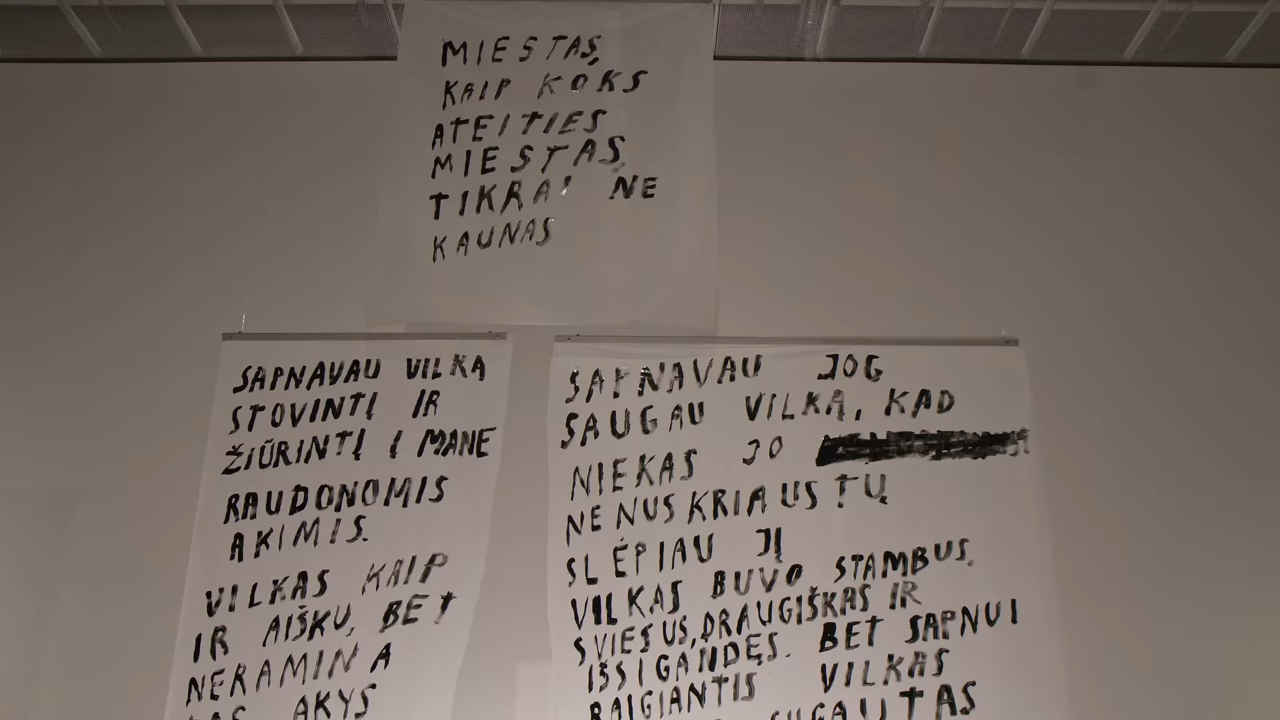 MIESTAS,
KAIP KOKS
ATEITIES
MIESTAS,
TIKRAI NE
KAUNAS
SAPNAVAU VILKĄ
STOVINTĮ IR
ŽIŪRINTĮ Į MANE
RAUDONOMIS
AKIMIS.
VILKAS KAIP
IR AIŠKU, BET
NERAMINA
AKYS
SAPNAVAU JOG
SAUGAU VILKĄ, KAD
NIEKAS JO
NENUSKRIAUSTŲ
SLĖPIAU JĮ
VILKAS BUVO STAMBUS,
SVIESUS, DRAUGIŠKAS IR
IŠSIGANDĘS. BET SAPNUI
BAIGIANTIS VILKAS
SUGAUTAS